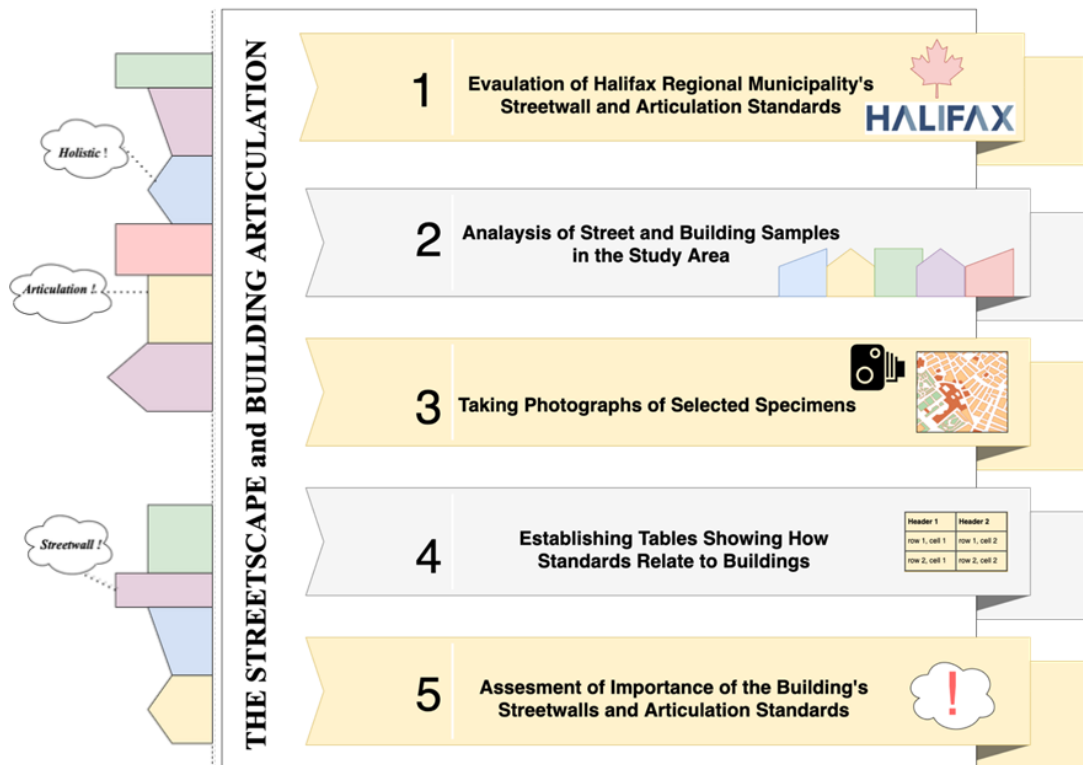 THE STREETSCAPE and BUILDING ARTICULATION
Holistic !
Articulation !
Streetwall !
1
Evaulation of Halifax Regional Municipality's
Streetwall and Articulation Standards
HALIFAX
2
Analaysis of Street and Building Samples
in the Study Area
3
Taking Photographs of Selected Specimens
4
Establishing Tables Showing How
Standards Relate to Buildings
Header 1 Header 2
row 1, cell 1 row 1, cell 2
row 2, cell 1 row 2, cell 2
5
Assesment of Importance of the Building's
Streetwalls and Articulation Standards
!